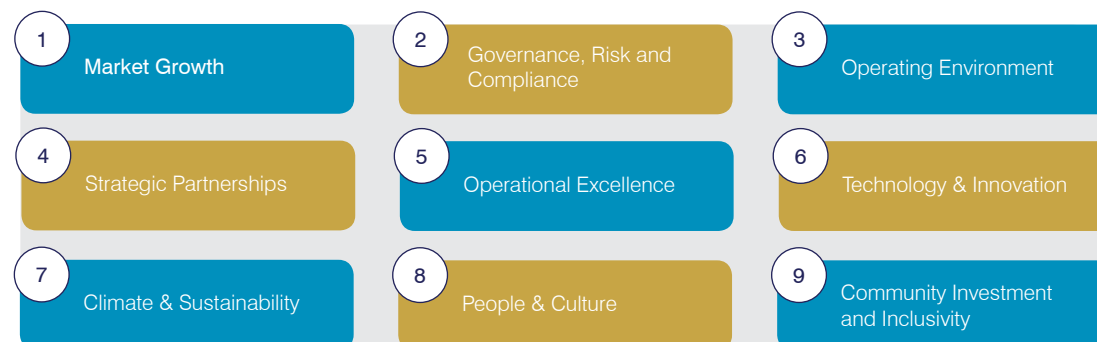 1
Market Growth
2
Governance, Risk and
Compliance
3
Operating Environment
4
Strategic Partnerships
5
Operational Excellence
6
Technology & Innovation
7
Climate & Sustainability
8
People & Culture
9
Community Investment
and Inclusivity